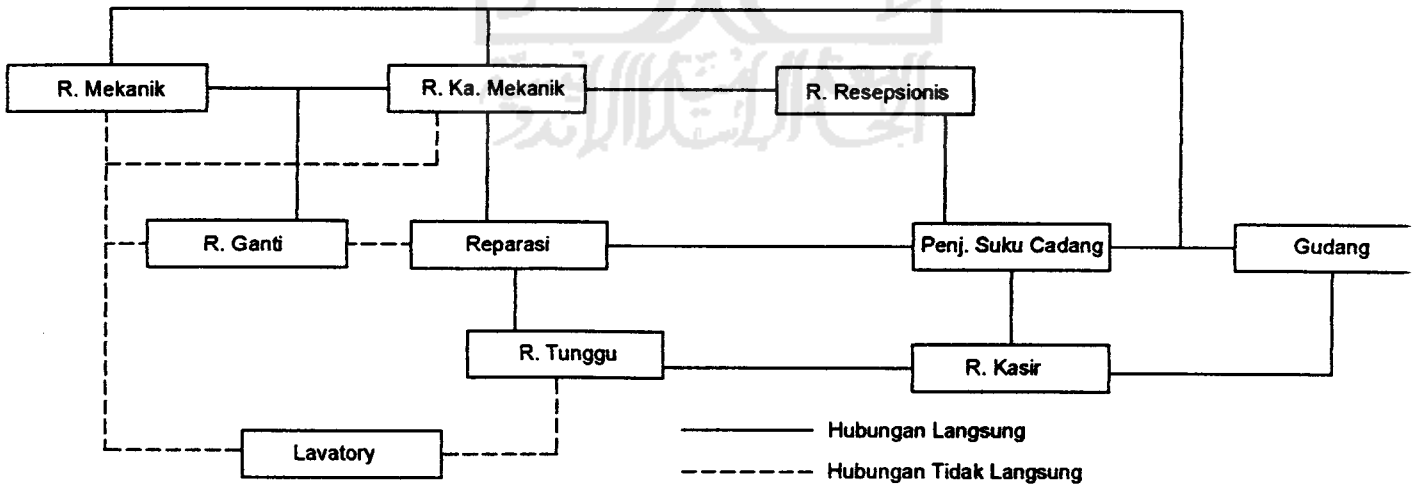 R. Mekanik
R. Ka. Mekanik
R. Resepsionis
R. Ganti
Reparasi
Penj. Suku Cadang
Gudang
R. Tunggu
R. Kasir
Lavatory
Hubungan Langsung
Hubungan Tidak Langsung